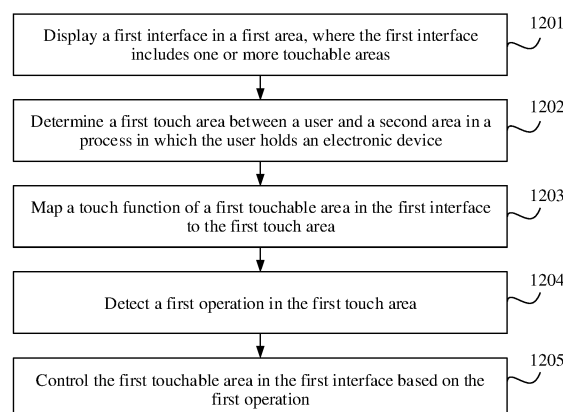 1201
Display a first interface in a first area, where the first interface
includes one or more touchable areas
1202
Determine a first touch area between a user and a second area in a
process in which the user holds an electronic device
1203
Map a touch function of a first touchable area in the first interface
to the first touch area
1204
Detect a first operation in the first touch area
1205
Control the first touchable area in the first interface based on the
first operation